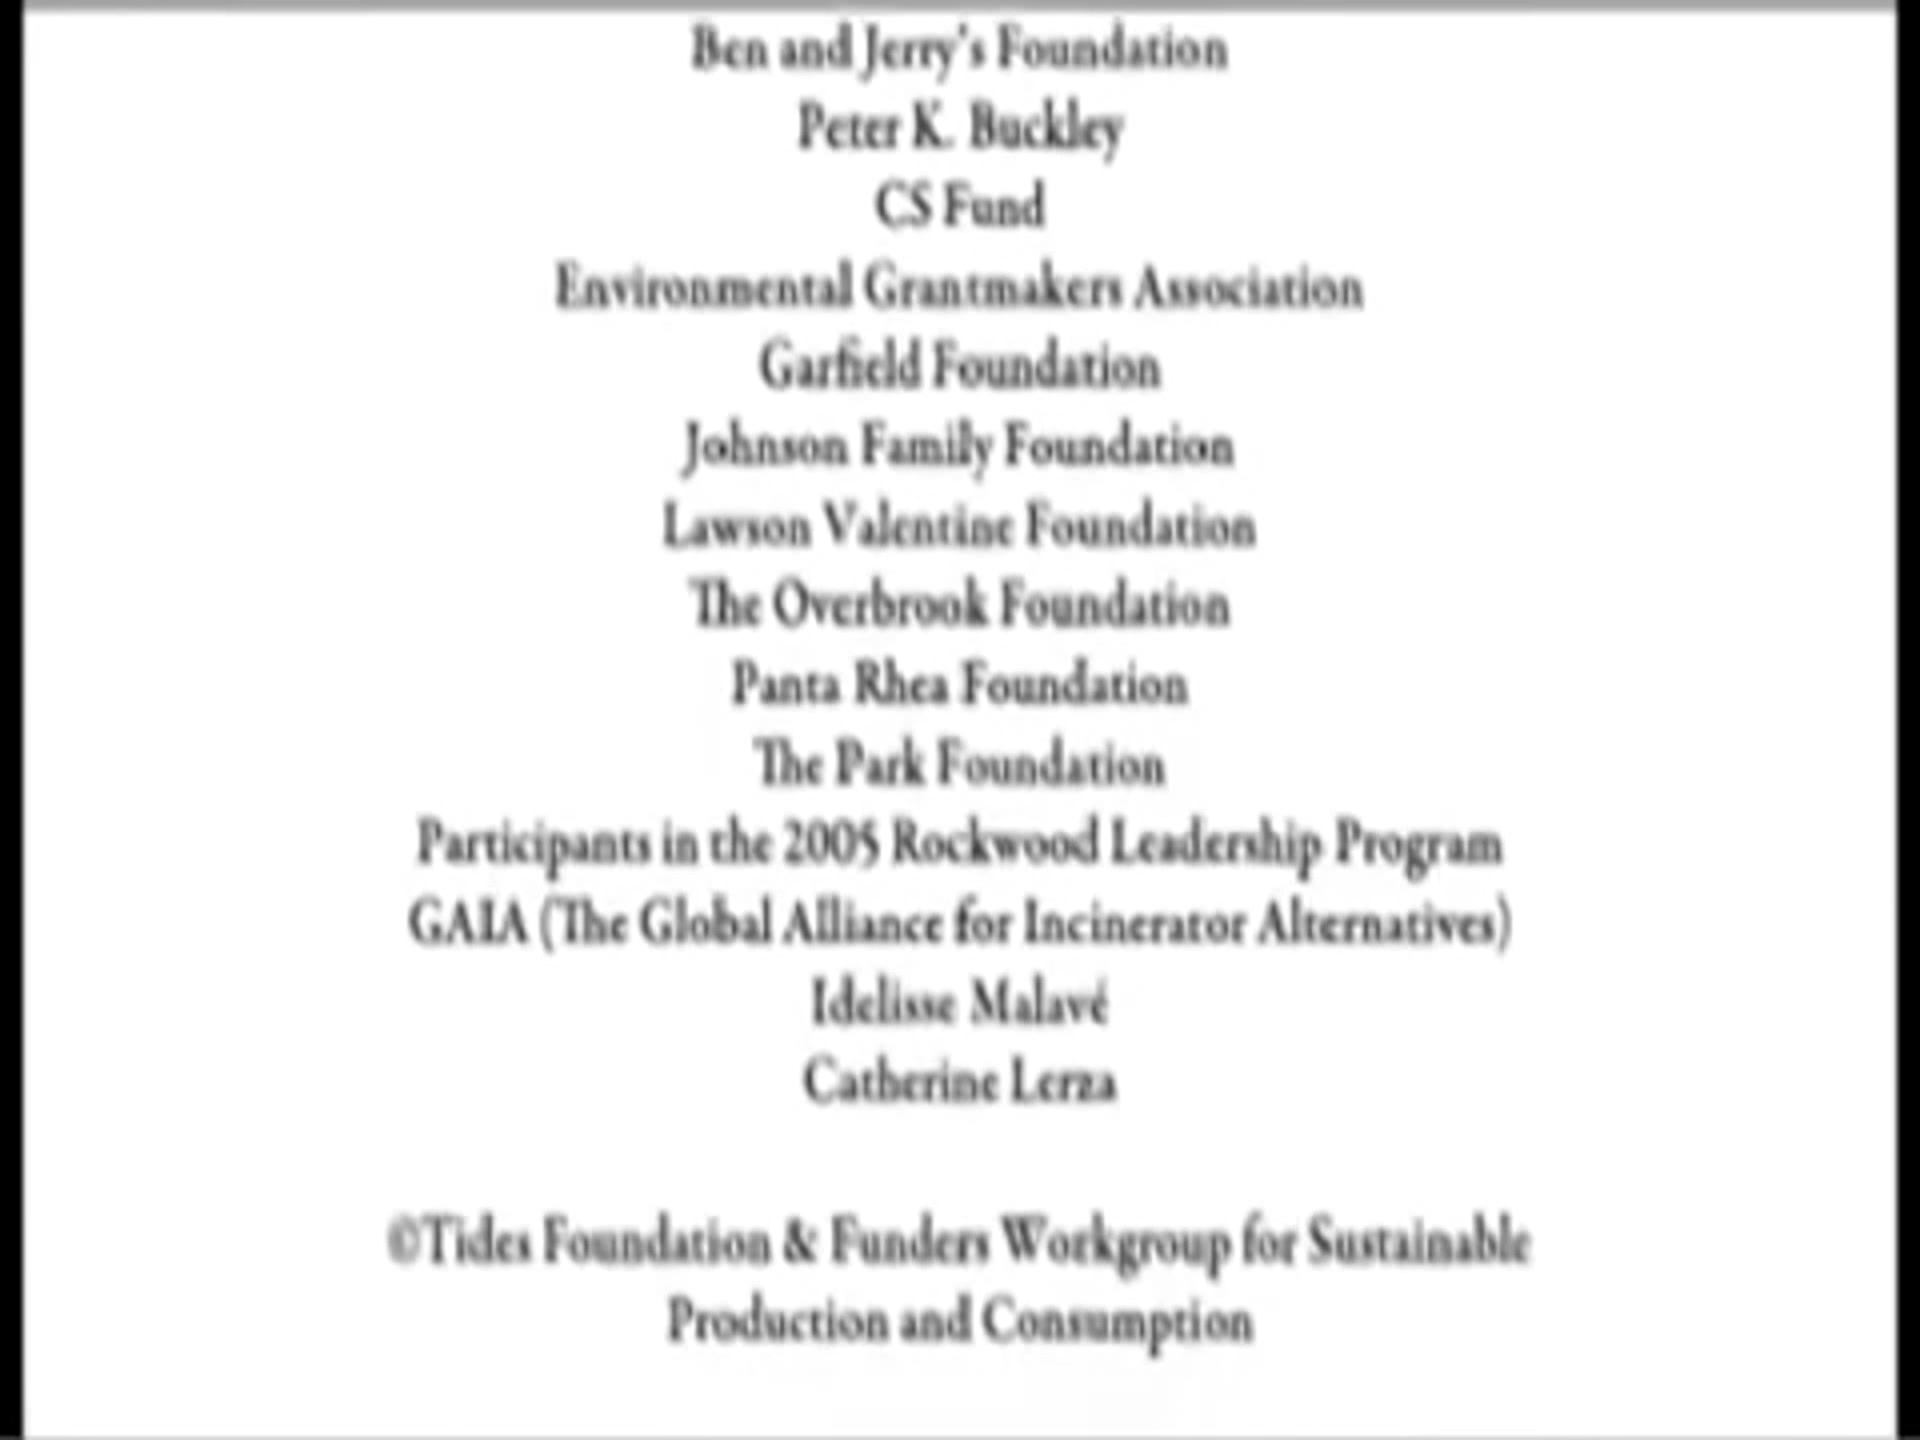 Ben and Jerry's Foundation
Peter K. Buckley
CS Fund
Environmental Grantmakers Association
Garfield Foundation
Johnson Family Foundation
Lawson Valentine Foundation
The Overbrook Foundation
Panta Rhea Foundation
The Park Foundation
Participants in the 2005 Rockwood Leadership Program
GAIA (The Global Alliance for Incinerator Alternatives)
Idelisse Malavé
Catherine Lerza
©Tides Foundation & Funders Workgroup for Sustainable
Production and Consumption